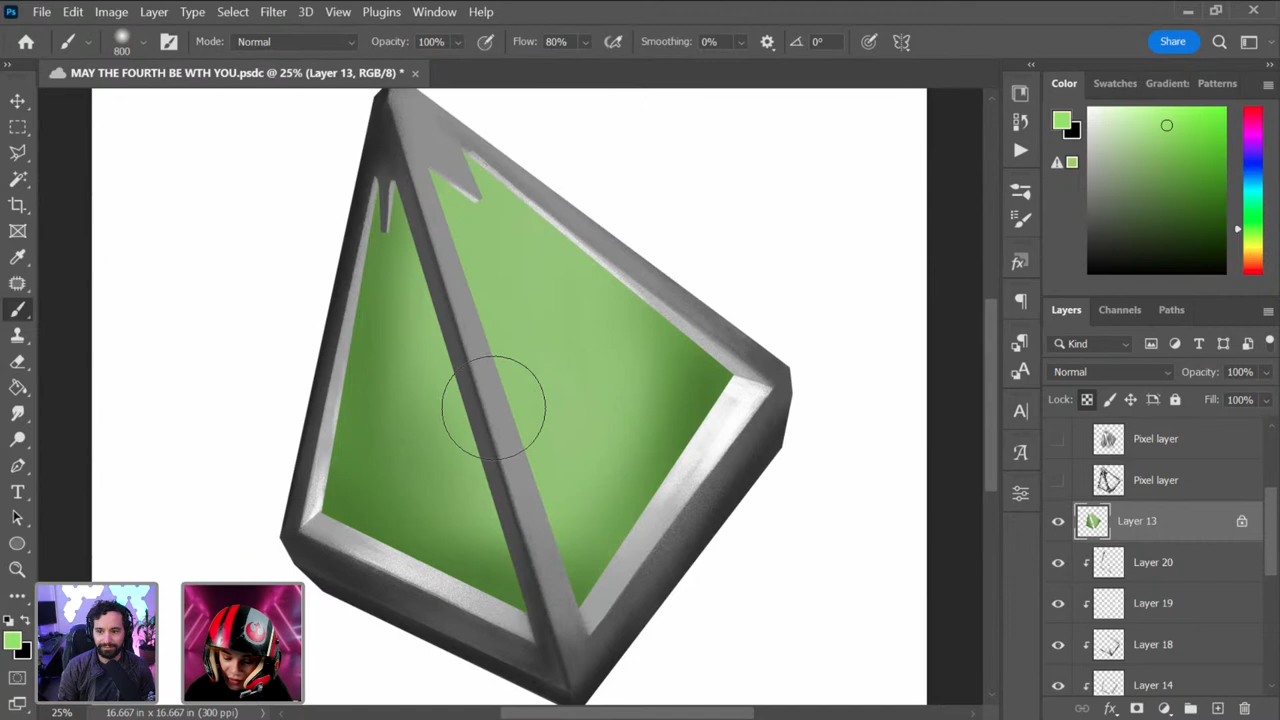 Ps File Edit Image Layer Type Select Filter 3D View Plugins Window Help
800 Mode: Normal Opacity: 100% Flow: 80% Smoothing: 0% 0° Share
MAY THE FOURTH BE WTH YOU.psdc @ 25% (Layer 13, RGB/8) *
Color Swatches Gradient: Patterns
Layers Channels Paths
Kind
Normal Opacity: 100%
Lock: Fill: 100%
Pixel layer
Pixel layer
Layer 13
Layer 20
Layer 19
Layer 18
Layer 14
25% 16.667 in x 16.667 in (300 ppi)